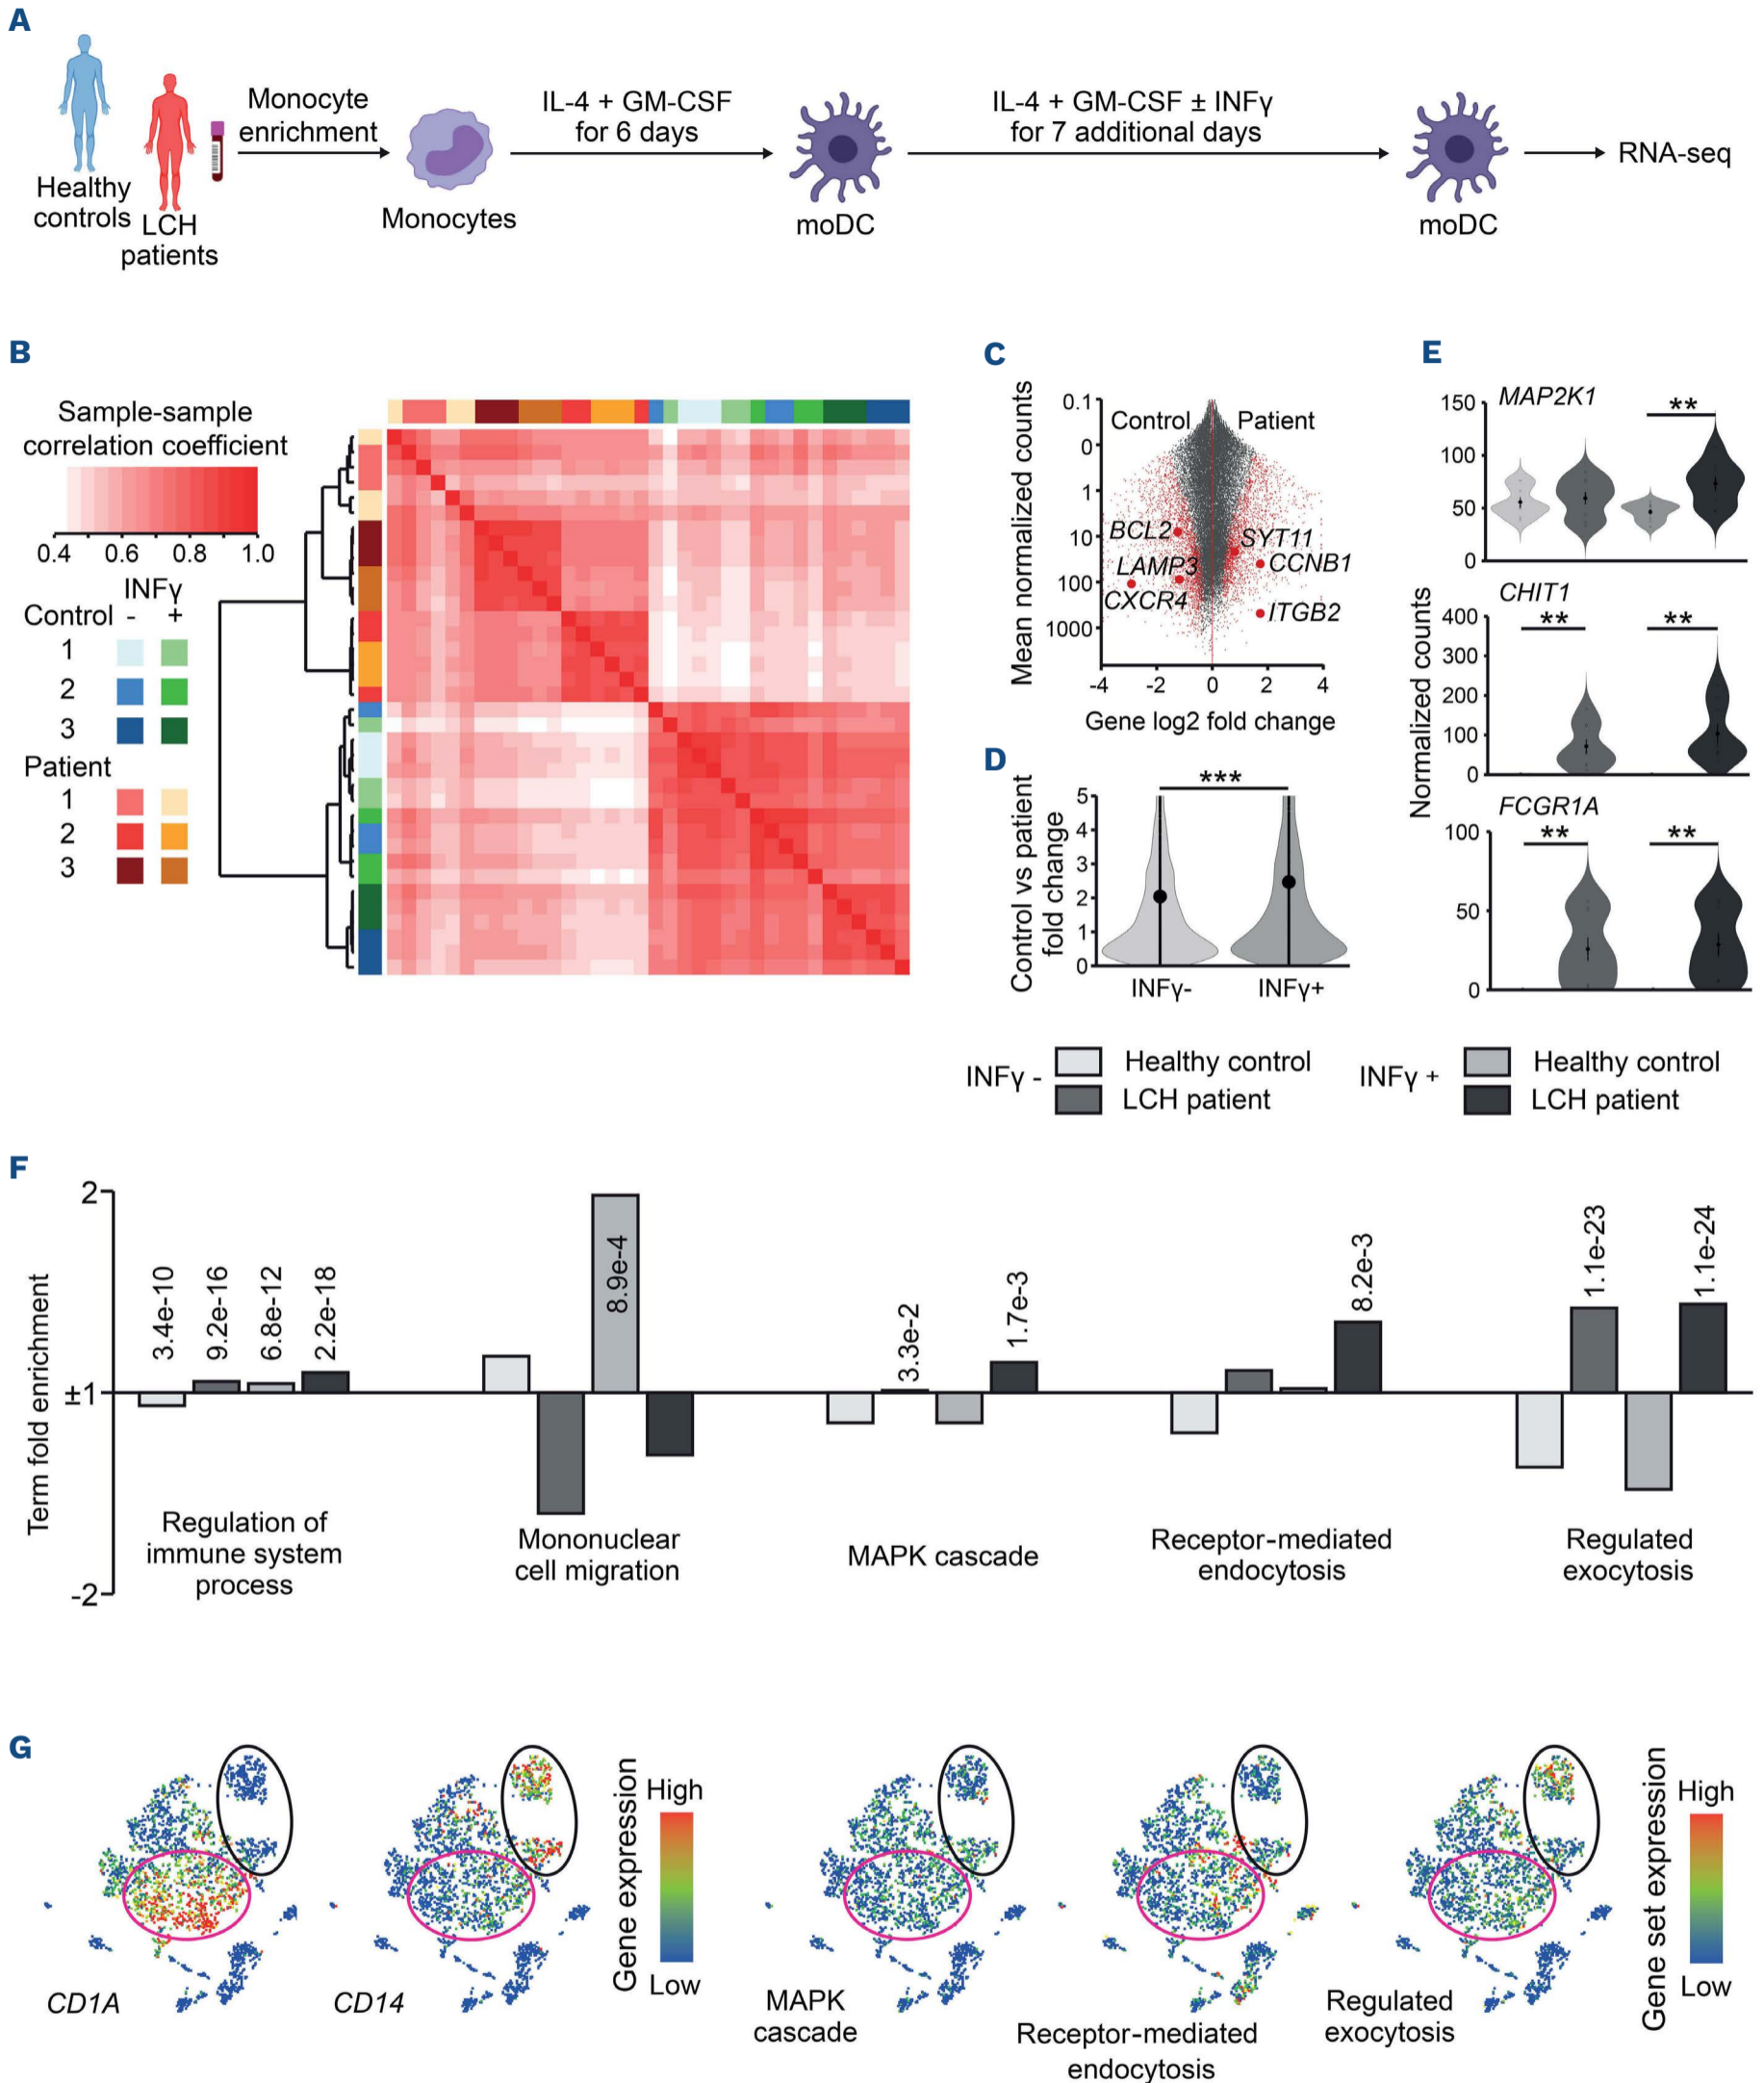 A
Healthy
controls
LCH
patients
Monocyte
enrichment
Monocytes
IL-4 + GM-CSF
for 6 days
moDC
IL-4 + GM-CSF ± INFγ
for 7 additional days
moDC
RNA-seq
B
Sample-sample
correlation coefficient
0.4 0.6 0.8 1.0
INFγ
Control - +
1
2
3
Patient
1
2
3
C
Mean normalized counts
0.1
0
1
10
100
1000
Control Patient
BCL2
SYT11
LAMP3
CCNB1
CXCR4
ITGB2
-4 -2 0 2 4
Gene log2 fold change
D
Control vs patient
fold change
5
4
3
2
1
0
***
INFγ- INFγ+
E
Normalized counts
MAP2K1
150
100
50
0
**
CHIT1
400
300
200
100
0
** **
FCGR1A
100
50
0
** **
INFγ -
Healthy control
LCH patient
INFγ +
Healthy control
LCH patient
F
Term fold enrichment
2
±1
-2
3.4e-10
9.2e-16
6.8e-12
2.2e-18
8.9e-4
3.3e-2
1.7e-3
8.2e-3
1.1e-23
1.1e-24
Regulation of
immune system
process
Mononuclear
cell migration
MAPK cascade
Receptor-mediated
endocytosis
Regulated
exocytosis
G
CD1A
CD14
Gene expression
High
Low
MAPK
cascade
Receptor-mediated
endocytosis
Regulated
exocytosis
Gene set expression
High
Low